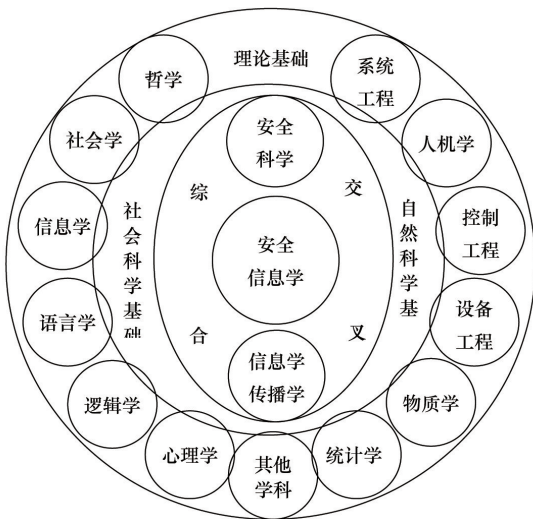 理论基础
哲学
系统
工程
社会学
人机学
信息学
控制
工程
语言学
设备
工程
逻辑学
物质学
心理学
其他
学科
统计学
社会科学基础
自然科学基
综合
交叉
安全
科学
安全
信息学
信息学
传播学